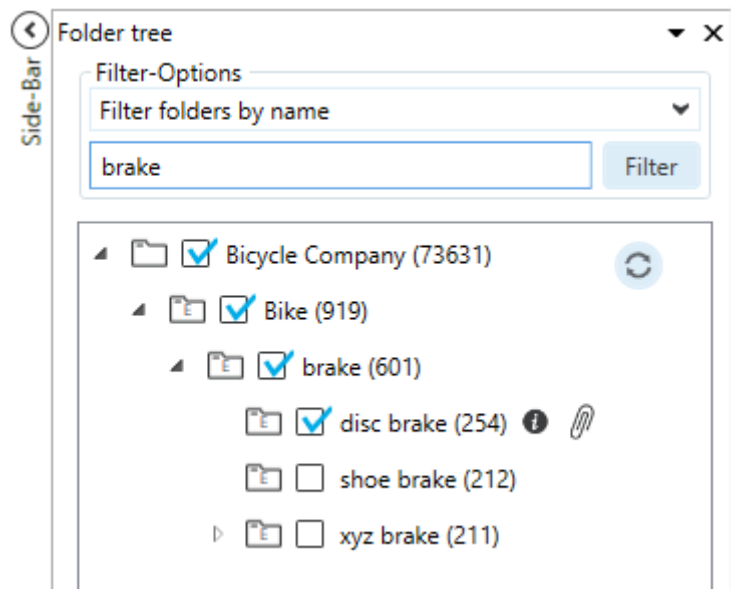 Folder tree
Side-Bar
Filter-Options
Filter folders by name
brake
Filter
Bicycle Company (73631)
E Bike (919)
E brake (601)
E disc brake (254) i
E shoe brake (212)
E xyz brake (211)